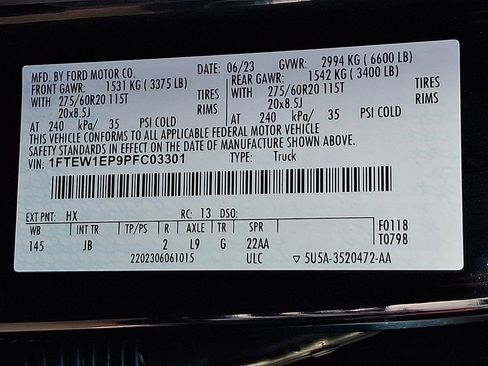 MFD. BY FORD MOTOR CO. DATE: 06/23 GVWR: 2994 KG ( 6600 LB)
FRONT GAWR: 1531 KG ( 3375 LB) REAR GAWR: 1542 KG ( 3400 LB)
WITH 275/60R20 115T TIRES WITH 275/60R20 115T TIRES
20x8.5J RIMS 20x8.5J RIMS
AT 240 kPa/ 35 PSI COLD AT 240 kPa/ 35 PSI COLD
THIS VEHICLE CONFORMS TO ALL APPLICABLE FEDERAL MOTOR VEHICLE
SAFETY STANDARDS IN EFFECT ON THE DATE OF MANUFACTURE SHOWN ABOVE.
VIN: 1FTEW1EP9PFC03301 TYPE: Truck
EXT PNT: HX RC: 13 DSO: F0118
WB INT TR TP/PS R AXLE TR SPR T0798
145 JB 2 L9 G 22AA
2202306061015 ULC ▽ 5U5A-3520472-AA